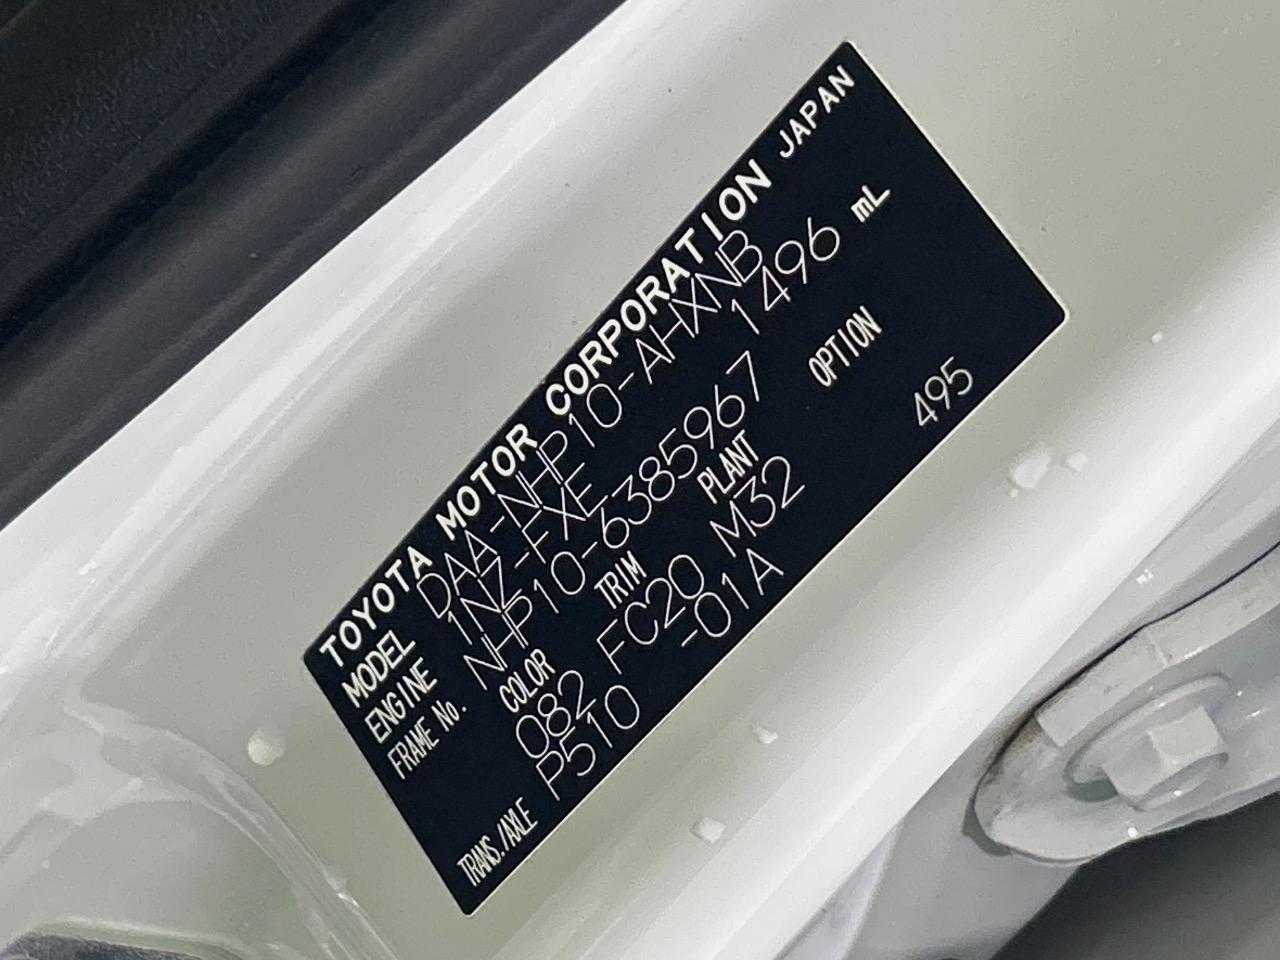 TOYOTA MOTOR CORPORATION JAPAN
MODEL DAA-NHP10-AHXNB
ENGINE 1NZ-FXE 1496 mL
FRAME No. NHP10-6385967
COLOR TRIM PLANT OPTION
082 FC20 M32 495
TRANS./AXLE P510 -01A